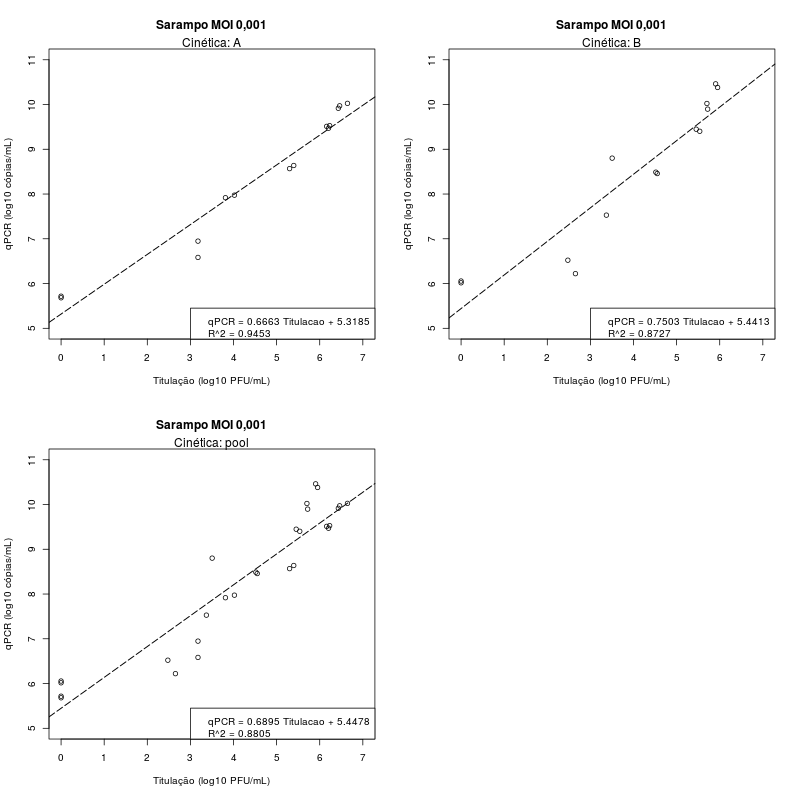 Sarampo MOI 0,001
Cinética: A
qPCR (log10 cópias/mL)
11
10
9
8
7
6
5
qPCR = 0.6663 Titulacao + 5.3185
R^2 = 0.9453
0 1 2 3 4 5 6 7
Titulação (log10 PFU/mL)
Sarampo MOI 0,001
Cinética: B
qPCR (log10 cópias/mL)
11
10
9
8
7
6
5
qPCR = 0.7503 Titulacao + 5.4413
R^2 = 0.8727
0 1 2 3 4 5 6 7
Titulação (log10 PFU/mL)
Sarampo MOI 0,001
Cinética: pool
qPCR (log10 cópias/mL)
11
10
9
8
7
6
5
qPCR = 0.6895 Titulacao + 5.4478
R^2 = 0.8805
0 1 2 3 4 5 6 7
Titulação (log10 PFU/mL)